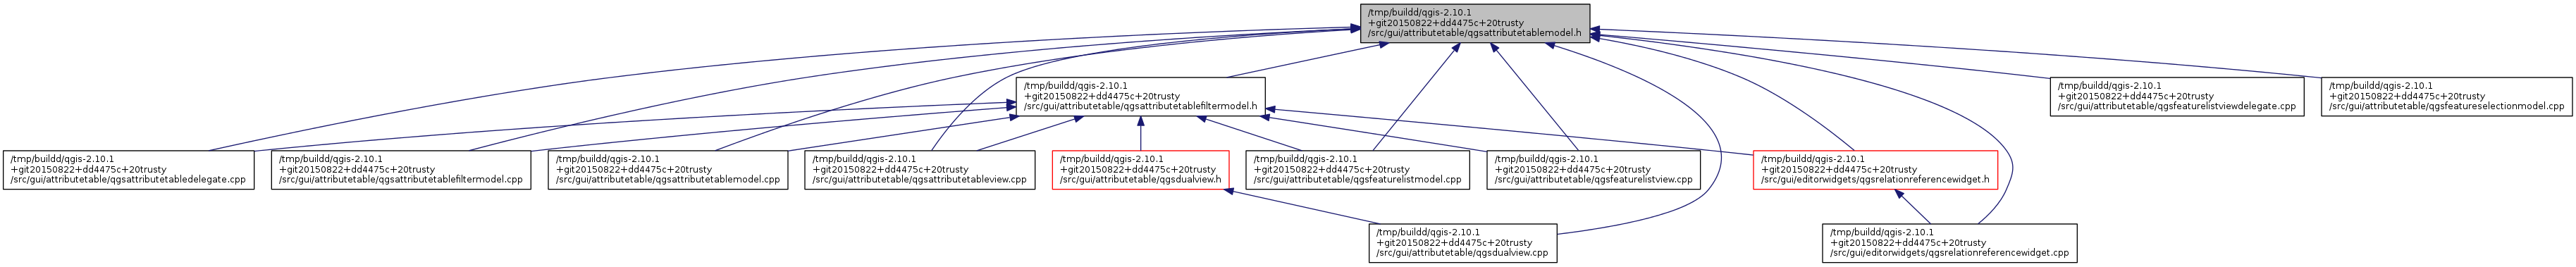 /tmp/buildd/qgis-2.10.1
+git20150822+dd4475c+20trusty
/src/gui/attributetable/qgsattributetablemodel.h
/tmp/buildd/qgis-2.10.1
+git20150822+dd4475c+20trusty
/src/gui/attributetable/qgsattributetablefiltermodel.h
/tmp/buildd/qgis-2.10.1
+git20150822+dd4475c+20trusty
/src/gui/attributetable/qgsfeaturelistviewdelegate.cpp
/tmp/buildd/qgis-2.10.1
+git20150822+dd4475c+20trusty
/src/gui/attributetable/qgsfeatureselectionmodel.cpp
/tmp/buildd/qgis-2.10.1
+git20150822+dd4475c+20trusty
/src/gui/attributetable/qgsattributetabledelegate.cpp
/tmp/buildd/qgis-2.10.1
+git20150822+dd4475c+20trusty
/src/gui/attributetable/qgsattributetablefiltermodel.cpp
/tmp/buildd/qgis-2.10.1
+git20150822+dd4475c+20trusty
/src/gui/attributetable/qgsattributetablemodel.cpp
/tmp/buildd/qgis-2.10.1
+git20150822+dd4475c+20trusty
/src/gui/attributetable/qgsattributetableview.cpp
/tmp/buildd/qgis-2.10.1
+git20150822+dd4475c+20trusty
/src/gui/attributetable/qgsdualview.h
/tmp/buildd/qgis-2.10.1
+git20150822+dd4475c+20trusty
/src/gui/attributetable/qgsfeaturelistmodel.cpp
/tmp/buildd/qgis-2.10.1
+git20150822+dd4475c+20trusty
/src/gui/attributetable/qgsfeaturelistview.cpp
/tmp/buildd/qgis-2.10.1
+git20150822+dd4475c+20trusty
/src/gui/editorwidgets/qgsrelationreferencewidget.h
/tmp/buildd/qgis-2.10.1
+git20150822+dd4475c+20trusty
/src/gui/attributetable/qgsdualview.cpp
/tmp/buildd/qgis-2.10.1
+git20150822+dd4475c+20trusty
/src/gui/editorwidgets/qgsrelationreferencewidget.cpp